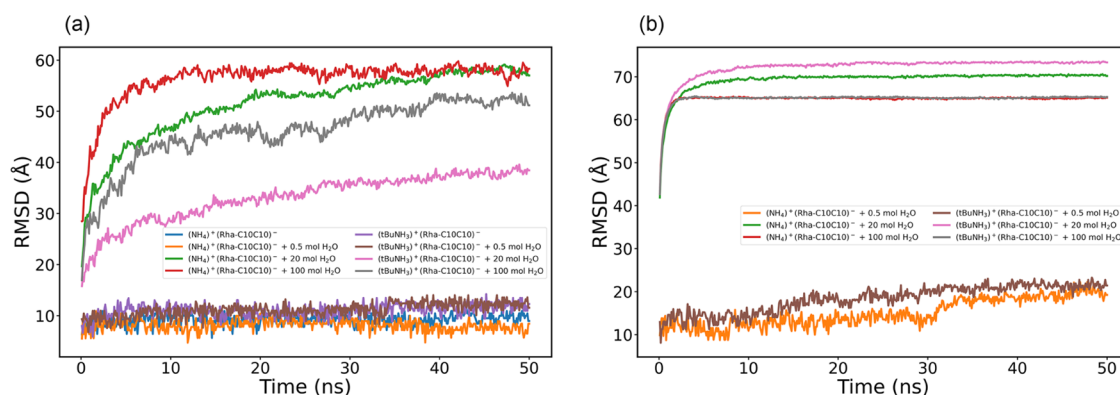 (a)
60
50
40
30
20
10
RMSD (Å)
(NH₄)⁺(Rha-C10C10)⁻
(NH₄)⁺(Rha-C10C10)⁻ + 0.5 mol H₂O
(NH₄)⁺(Rha-C10C10)⁻ + 20 mol H₂O
(NH₄)⁺(Rha-C10C10)⁻ + 100 mol H₂O
(tBuNH₃)⁺(Rha-C10C10)⁻
(tBuNH₃)⁺(Rha-C10C10)⁻ + 0.5 mol H₂O
(tBuNH₃)⁺(Rha-C10C10)⁻ + 20 mol H₂O
(tBuNH₃)⁺(Rha-C10C10)⁻ + 100 mol H₂O
0 10 20 30 40 50
Time (ns)
(b)
70
60
50
40
30
20
10
RMSD (Å)
(NH₄)⁺(Rha-C10C10)⁻ + 0.5 mol H₂O
(NH₄)⁺(Rha-C10C10)⁻ + 20 mol H₂O
(NH₄)⁺(Rha-C10C10)⁻ + 100 mol H₂O
(tBuNH₃)⁺(Rha-C10C10)⁻ + 0.5 mol H₂O
(tBuNH₃)⁺(Rha-C10C10)⁻ + 20 mol H₂O
(tBuNH₃)⁺(Rha-C10C10)⁻ + 100 mol H₂O
0 10 20 30 40 50
Time (ns)